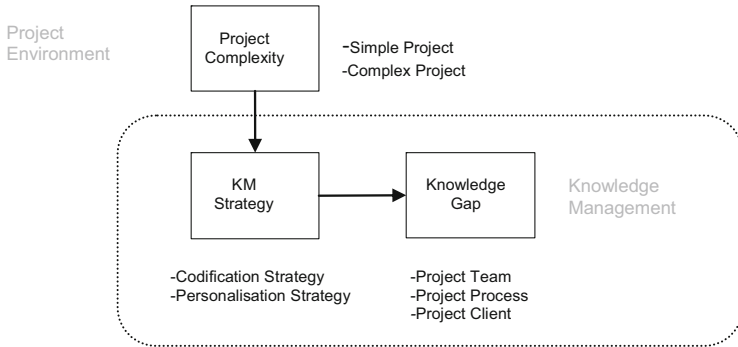 Project
Environment
Project
Complexity
-Simple Project
-Complex Project
KM
Strategy
Knowledge
Gap
Knowledge
Management
-Codification Strategy
-Personalisation Strategy
-Project Team
-Project Process
-Project Client